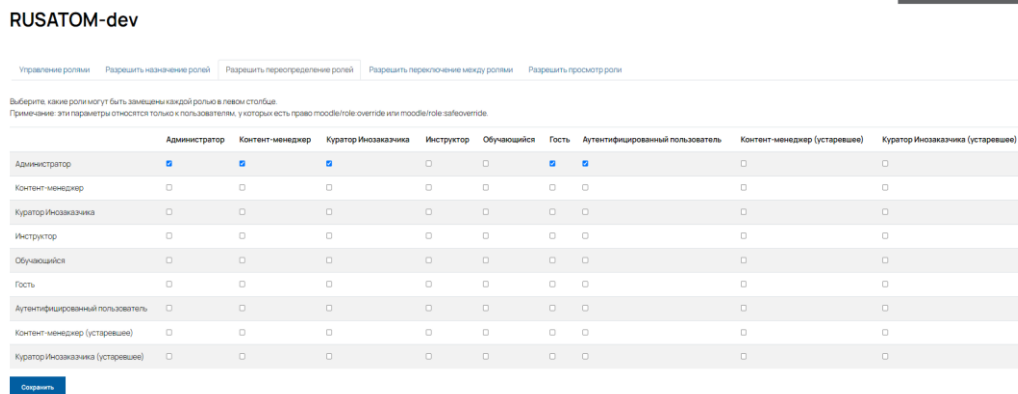 RUSATOM-dev
Управление ролями Разрешить назначение ролей Разрешить переопределение ролей Разрешить переключение между ролями Разрешить просмотр роли
Выберите, какие роли могут быть замещены каждой ролью в левом столбце.
Примечание: эти параметры относятся только к пользователям, у которых есть право moodle/role:override или moodle/role:safeoverride.
Администратор Контент-менеджер Куратор Инозаказчика Инструктор Обучающийся Гость Аутентифицированный пользователь Контент-менеджер (устаревшее) Куратор Инозаказчика (устаревшее)
Администратор
Контент-менеджер
Куратор Инозаказчика
Инструктор
Обучающийся
Гость
Аутентифицированный пользователь
Контент-менеджер (устаревшее)
Куратор Инозаказчика (устаревшее)
Сохранить